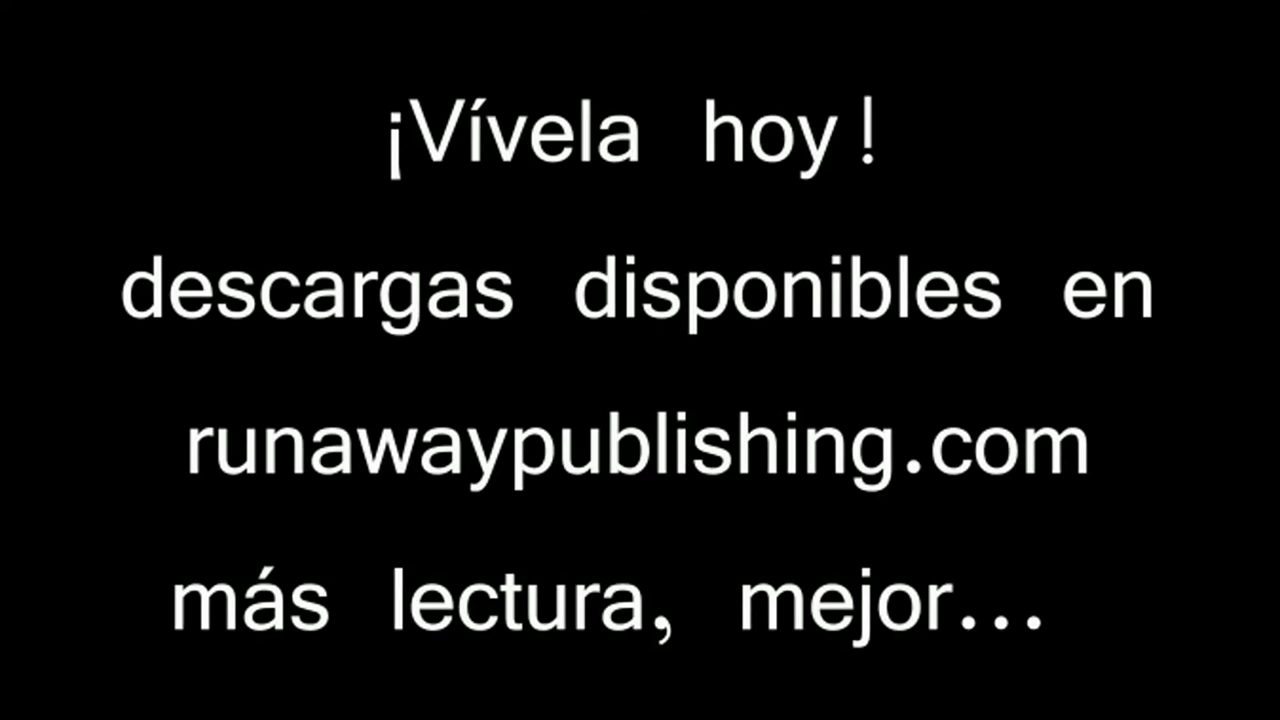 ¡Vívela hoy!
descargas disponibles en
runawaypublishing.com
más lectura, mejor...